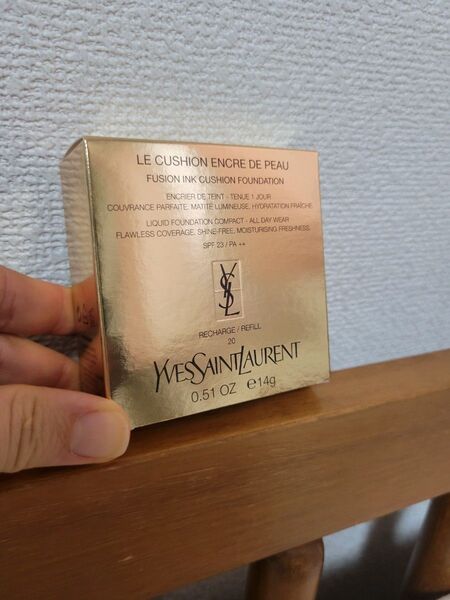 LE CUSHION ENCRE DE PEAU
FUSION INK CUSHION FOUNDATION
ENCRIER DE TEINT - TENUE 1 JOUR
COUVRANCE PARFAITE, MATITÉ LUMINEUSE, HYDRATATION FRAÎCHE.
LIQUID FOUNDATION COMPACT - ALL DAY WEAR
FLAWLESS COVERAGE, SHINE-FREE, MOISTURISING FRESHNESS.
SPF 23 / PA ++
YSL
RECHARGE / REFILL
20
YVESSAINTLAURENT
0.51 OZ ℮14g